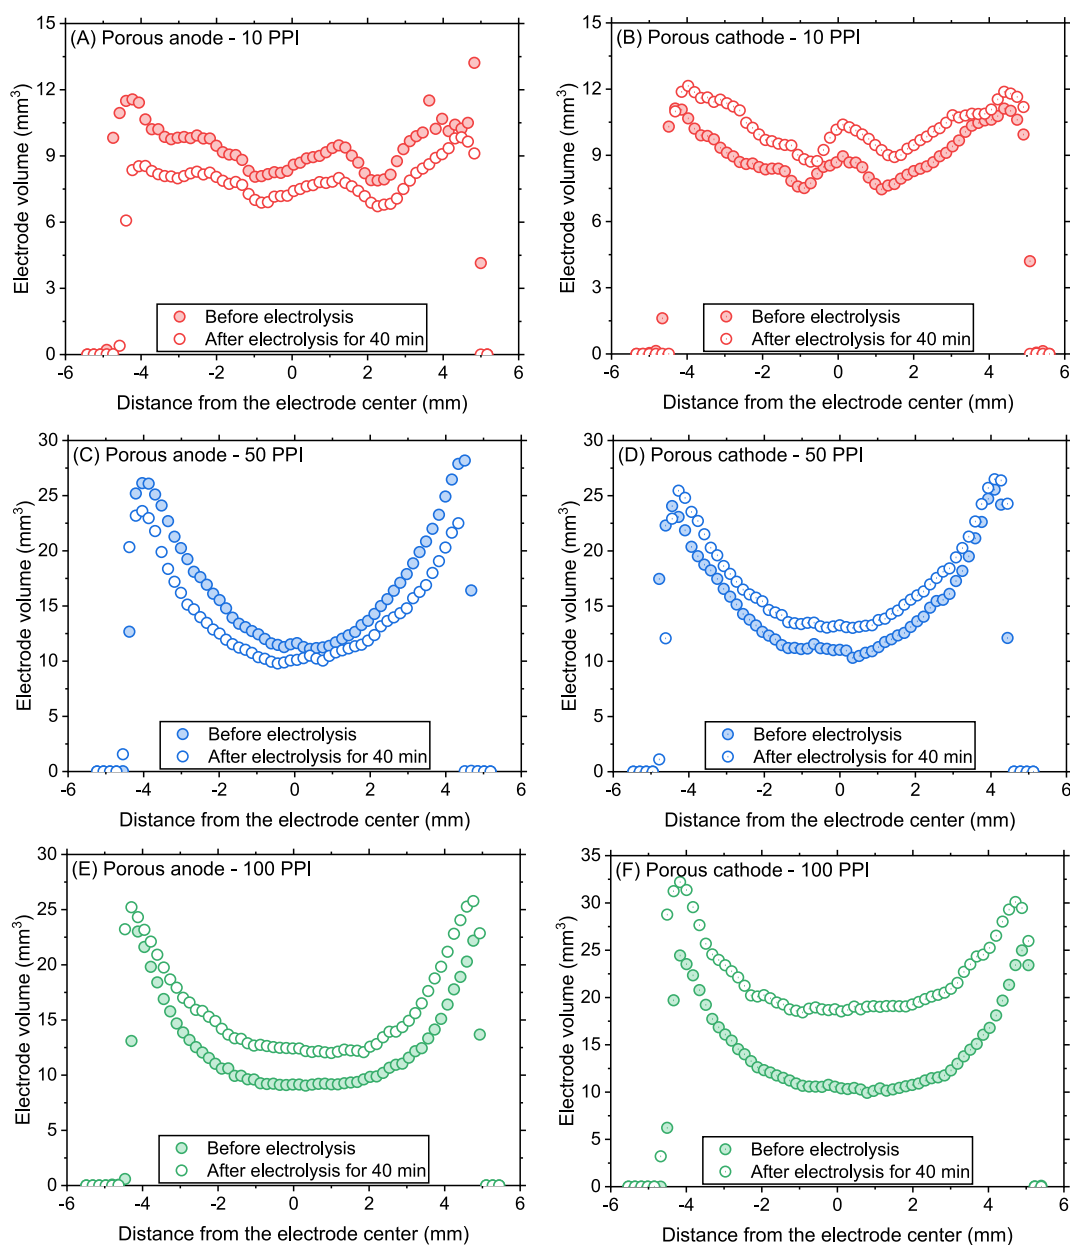 (A) Porous anode - 10 PPI
Electrode volume (mm³)
15
12
9
6
3
0
Before electrolysis
After electrolysis for 40 min
-6 -4 -2 0 2 4 6
Distance from the electrode center (mm)
(B) Porous cathode - 10 PPI
Electrode volume (mm³)
15
12
9
6
3
0
Before electrolysis
After electrolysis for 40 min
-6 -4 -2 0 2 4 6
Distance from the electrode center (mm)
(C) Porous anode - 50 PPI
Electrode volume (mm³)
30
25
20
15
10
5
0
Before electrolysis
After electrolysis for 40 min
-6 -4 -2 0 2 4 6
Distance from the electrode center (mm)
(D) Porous cathode - 50 PPI
Electrode volume (mm³)
30
25
20
15
10
5
0
Before electrolysis
After electrolysis for 40 min
-6 -4 -2 0 2 4 6
Distance from the electrode center (mm)
(E) Porous anode - 100 PPI
Electrode volume (mm³)
30
25
20
15
10
5
0
Before electrolysis
After electrolysis for 40 min
-6 -4 -2 0 2 4 6
Distance from the electrode center (mm)
(F) Porous cathode - 100 PPI
Electrode volume (mm³)
35
30
25
20
15
10
5
0
Before electrolysis
After electrolysis for 40 min
-6 -4 -2 0 2 4 6
Distance from the electrode center (mm)